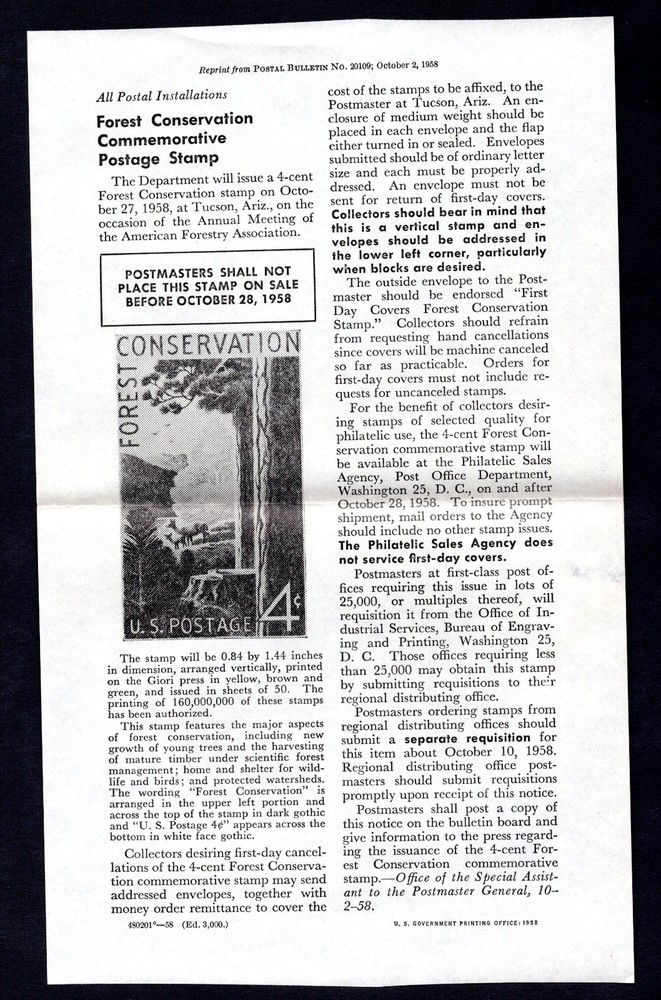 Reprint from POSTAL BULLETIN No. 20109; October 2, 1958
All Postal Installations
Forest Conservation
Commemorative
Postage Stamp
The Department will issue a 4-cent
Forest Conservation stamp on Octo-
ber 27, 1958, at Tucson, Ariz., on the
occasion of the Annual Meeting of
the American Forestry Association.
POSTMASTERS SHALL NOT
PLACE THIS STAMP ON SALE
BEFORE OCTOBER 28, 1958
FOREST
CONSERVATION
U. S. POSTAGE 4¢
The stamp will be 0.84 by 1.44 inches
in dimension, arranged vertically, printed
on the Giori press in yellow, brown and
green, and issued in sheets of 50. The
printing of 160,000,000 of these stamps
has been authorized.
This stamp features the major aspects
of forest conservation, including new
growth of young trees and the harvesting
of mature timber under scientific forest
management; home and shelter for wild-
life and birds; and protected watersheds.
The wording "Forest Conservation" is
arranged in the upper left portion and
across the top of the stamp in dark gothic
and "U. S. Postage 4¢" appears across the
bottom in white face gothic.
Collectors desiring first-day cancel-
lations of the 4-cent Forest Conserva-
tion commemorative stamp may send
addressed envelopes, together with
money order remittance to cover the
480201°—58 (Ed. 3,000.)
cost of the stamps to be affixed, to the
Postmaster at Tucson, Ariz. An en-
closure of medium weight should be
placed in each envelope and the flap
either turned in or sealed. Envelopes
submitted should be of ordinary letter
size and each must be properly ad-
dressed. An envelope must not be
sent for return of first-day covers.
Collectors should bear in mind that
this is a vertical stamp and en-
velopes should be addressed in
the lower left corner, particularly
when blocks are desired.
The outside envelope to the Post-
master should be endorsed "First
Day Covers Forest Conservation
Stamp." Collectors should refrain
from requesting hand cancellations
since covers will be machine canceled
so far as practicable. Orders for
first-day covers must not include re-
quests for uncanceled stamps.
For the benefit of collectors desir-
ing stamps of selected quality for
philatelic use, the 4-cent Forest Con-
servation commemorative stamp will
be available at the Philatelic Sales
Agency, Post Office Department,
Washington 25, D. C., on and after
October 28, 1958. To insure prompt
shipment, mail orders to the Agency
should include no other stamp issues.
The Philatelic Sales Agency does
not service first-day covers.
Postmasters at first-class post of-
fices requiring this issue in lots of
25,000, or multiples thereof, will
requisition it from the Office of In-
dustrial Services, Bureau of Engrav-
ing and Printing, Washington 25,
D. C. Those offices requiring less
than 25,000 may obtain this stamp
by submitting requisitions to their
regional distributing office.
Postmasters ordering stamps from
regional distributing offices should
submit a separate requisition for
this item about October 10, 1958.
Regional distributing office post-
masters should submit requisitions
promptly upon receipt of this notice.
Postmasters shall post a copy of
this notice on the bulletin board and
give information to the press regard-
ing the issuance of the 4-cent For-
est Conservation commemorative
stamp.—Office of the Special Assist-
ant to the Postmaster General, 10-
2-58.
U. S. GOVERNMENT PRINTING OFFICE: 1958